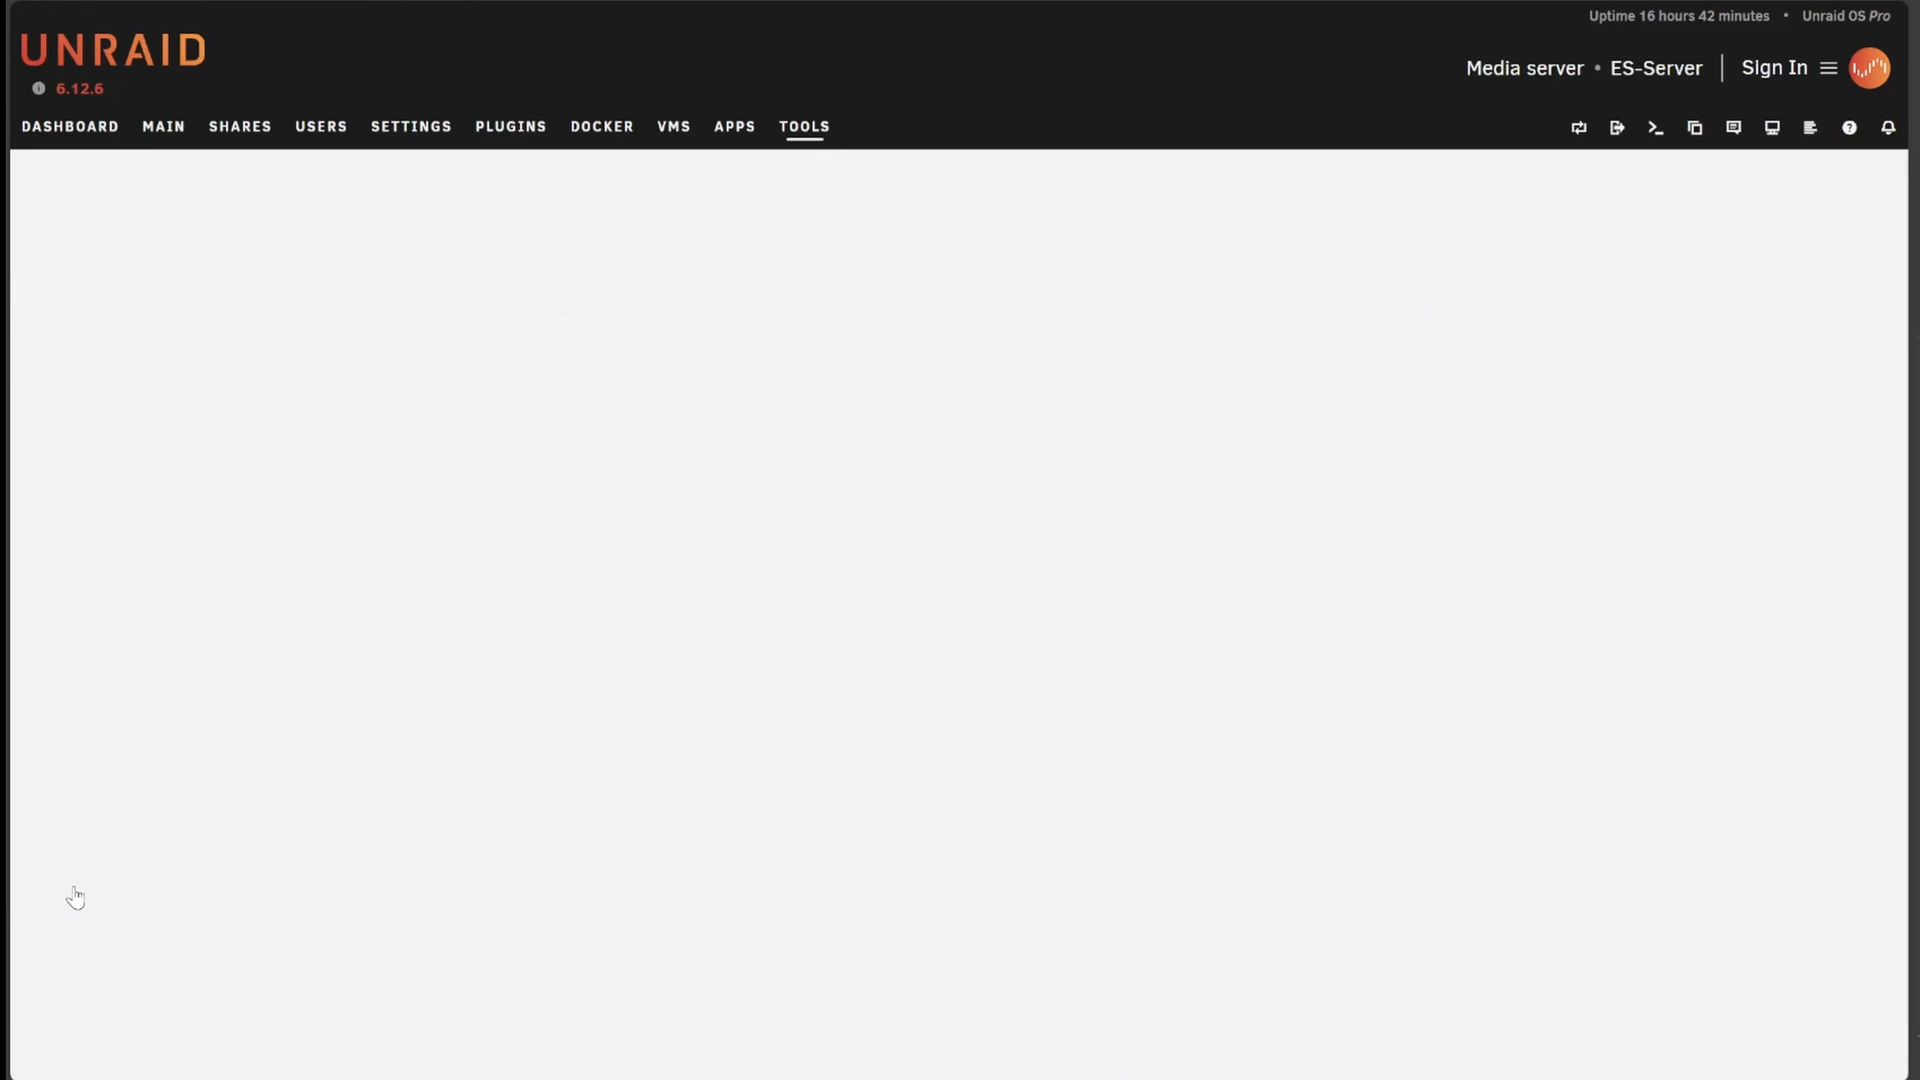 Uptime 16 hours 42 minutes • Unraid OS Pro
UNRAID
Media server • ES-Server | Sign In
6.12.6
DASHBOARD MAIN SHARES USERS SETTINGS PLUGINS DOCKER VMS APPS TOOLS